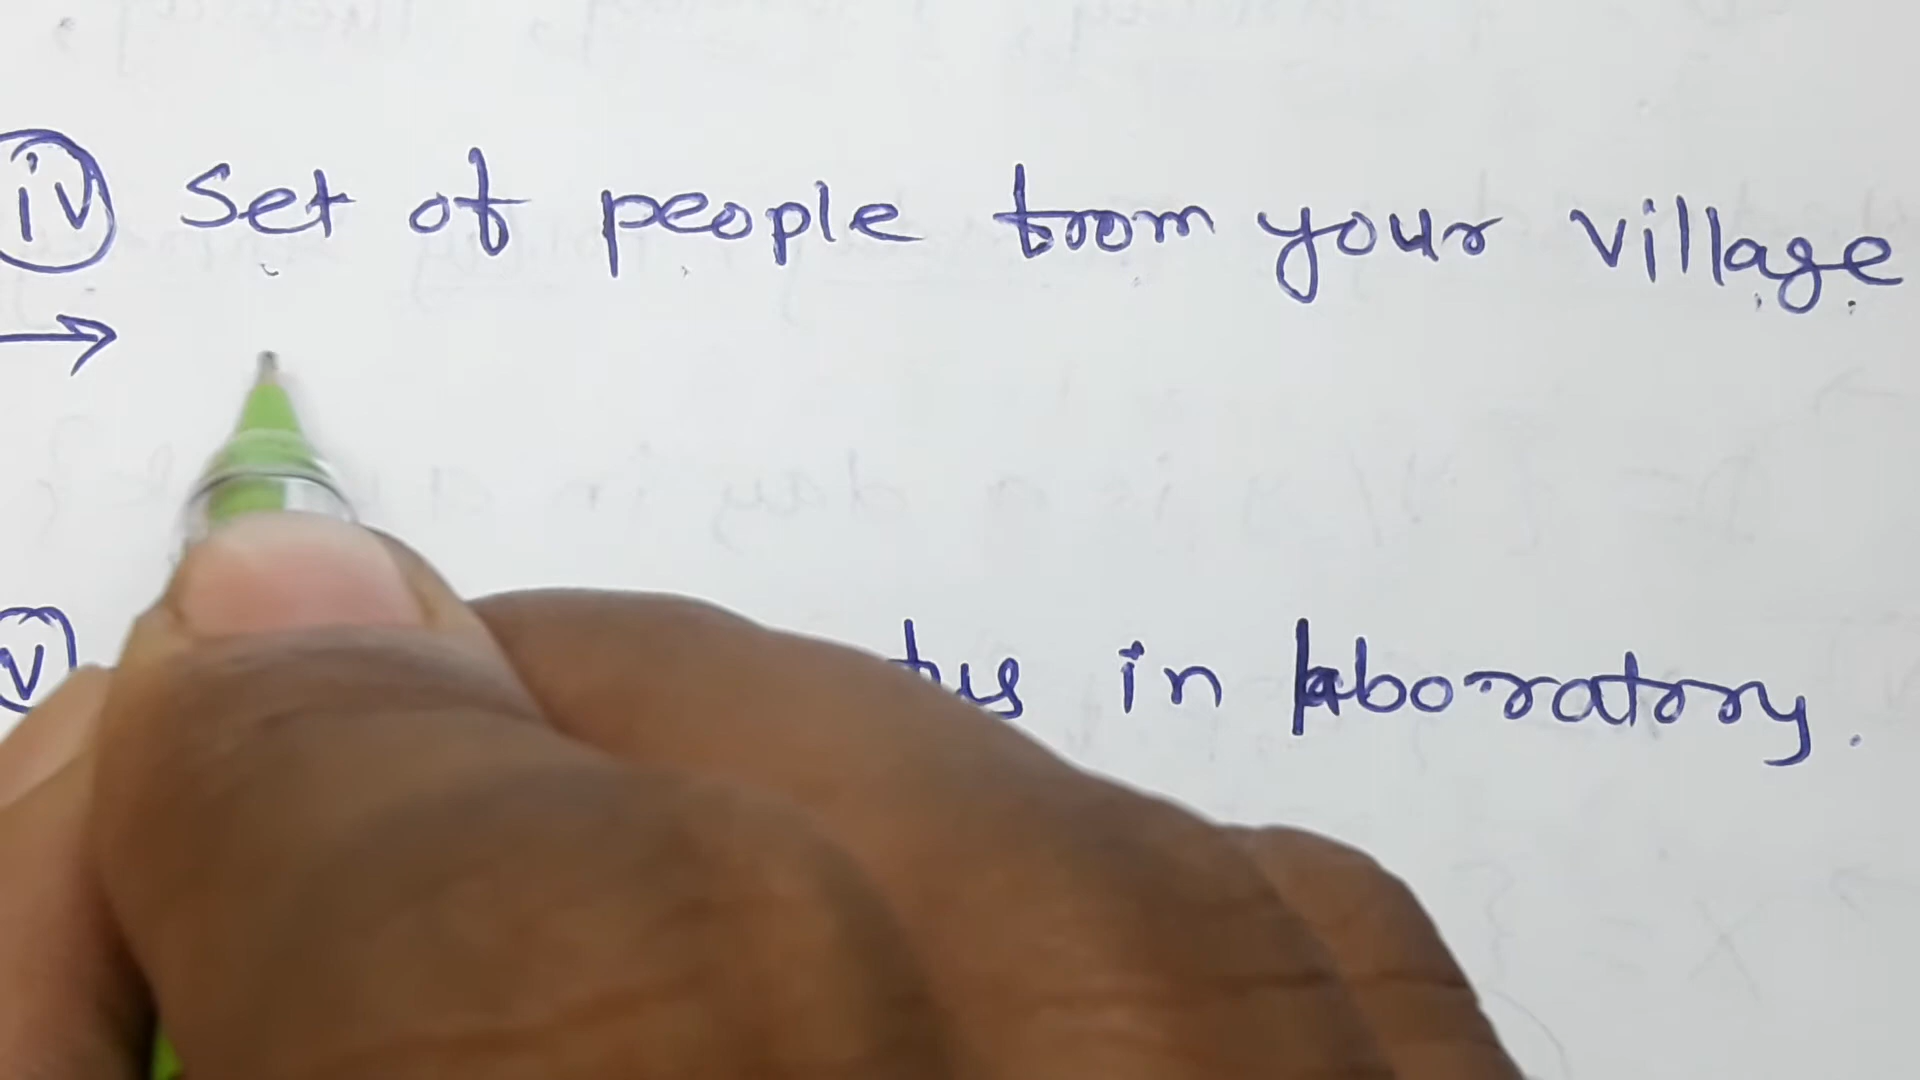 iv Set of people from your village
→
v in laboratory.